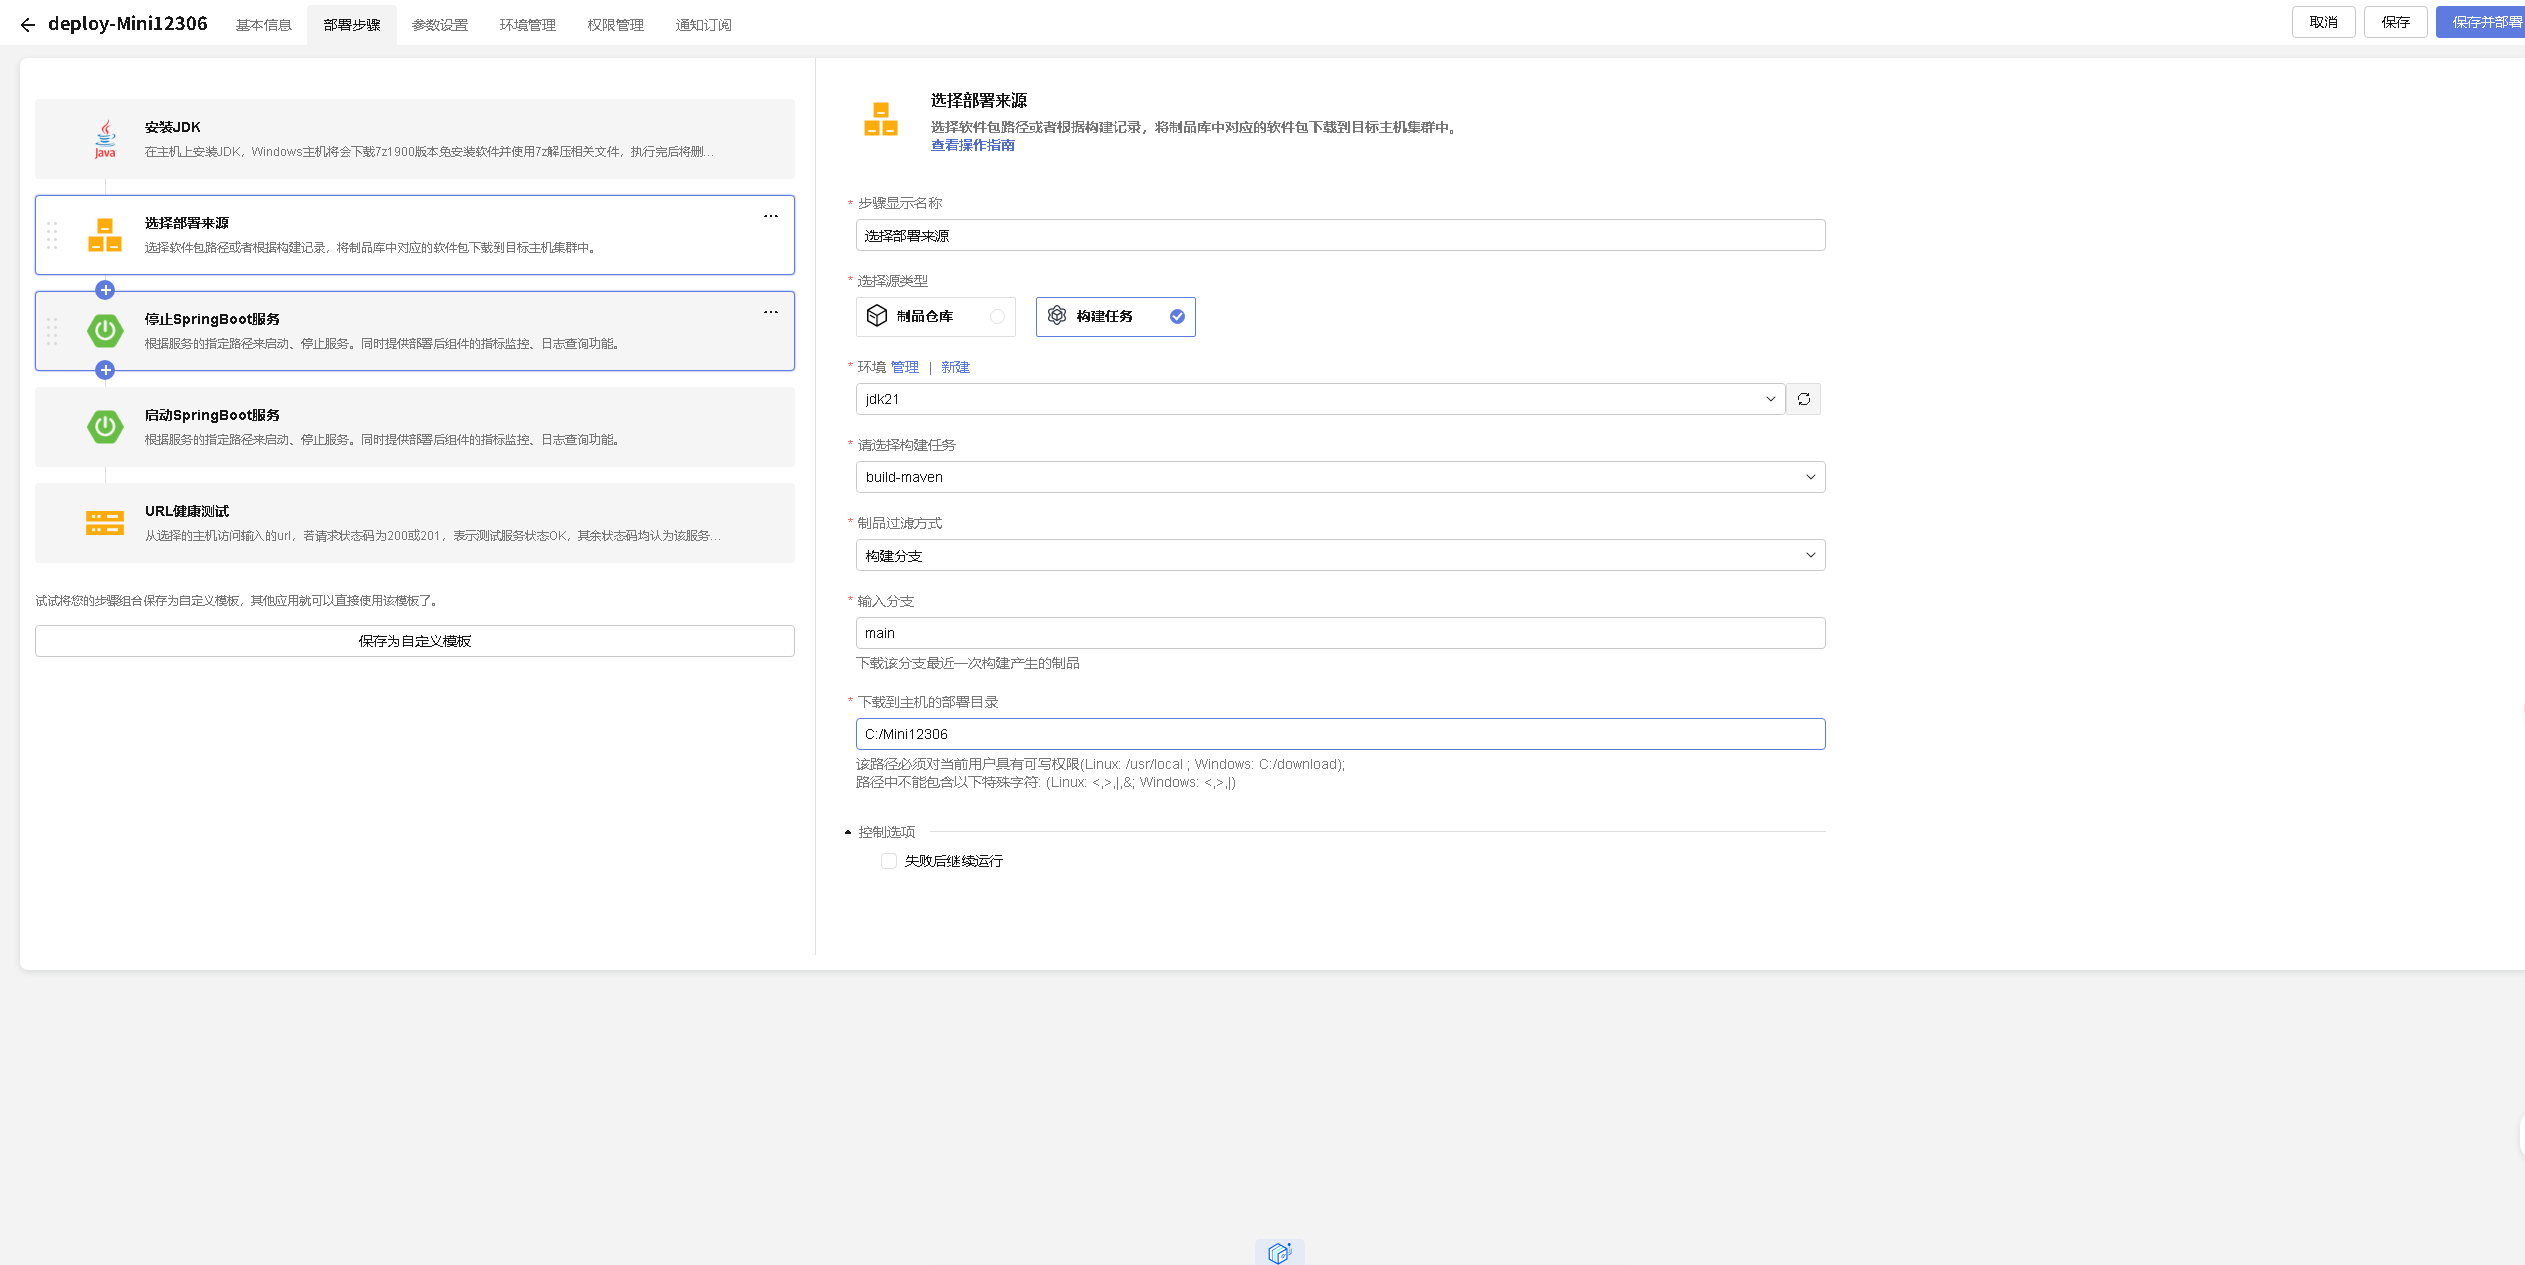 deploy-Mini12306
基本信息
部署步骤
参数设置
环境管理
权限管理
通知订阅
取消
保存
保存并部署
安装JDK
在主机上安装JDK，Windows主机将会下载7z1900版本免安装软件并使用7z解压相关文件，执行完后将删...
选择部署来源
选择软件包路径或者根据构建记录，将制品库中对应的软件包下载到目标主机集群中。
停止SpringBoot服务
根据服务的指定路径来启动、停止服务。同时提供部署后组件的指标监控、日志查询功能。
启动SpringBoot服务
根据服务的指定路径来启动、停止服务。同时提供部署后组件的指标监控、日志查询功能。
URL健康测试
从选择的主机访问输入的url，若请求状态码为200或201，表示测试服务状态OK，其余状态码均认为该服务...
试试将您的步骤组合保存为自定义模板，其他应用就可以直接使用该模板了。
保存为自定义模板
选择部署来源
选择软件包路径或者根据构建记录，将制品库中对应的软件包下载到目标主机集群中。
查看操作指南
* 步骤显示名称
选择部署来源
* 选择源类型
制品仓库
构建任务
* 环境 管理 | 新建
jdk21
* 请选择构建任务
build-maven
* 制品过滤方式
构建分支
* 输入分支
main
下载该分支最近一次构建产生的制品
* 下载到主机的部署目录
C:/Mini12306
该路径必须对当前用户具有可写权限(Linux: /usr/local ; Windows: C:/download);
路径中不能包含以下特殊字符: (Linux: <,>,|,&; Windows: <,>,|)
控制选项
失败后继续运行
Java